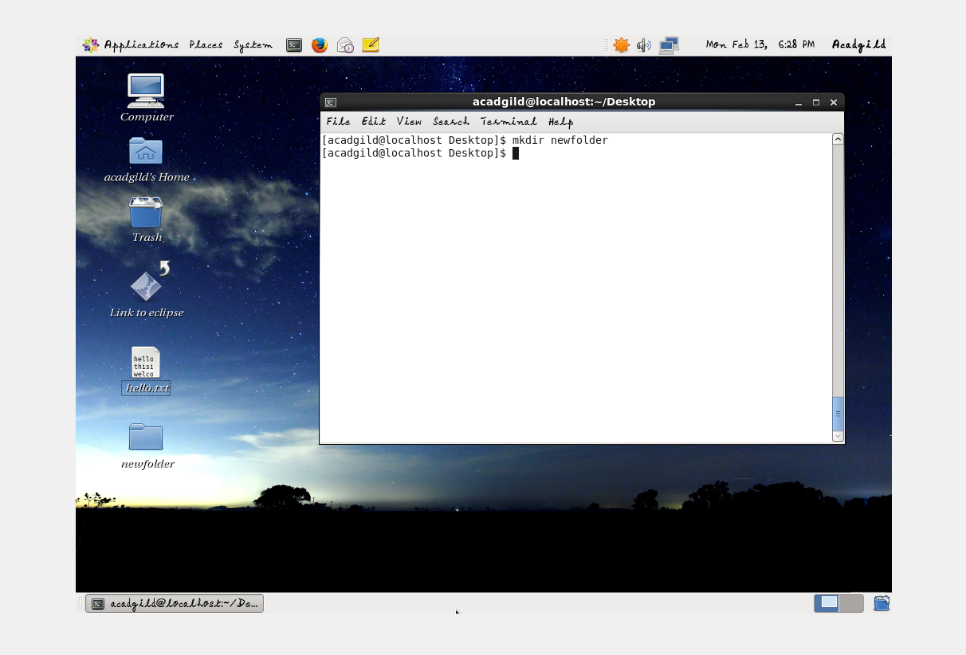 Applications Places System
Mon Feb 13, 6:28 PM Acadgild
Computer
acadgild's Home
Trash
Link to eclipse
hello
thisi
welco
hello.txt
newfolder
acadgild@localhost:~/Desktop
File Edit View Search Terminal Help
[acadgild@localhost Desktop]$ mkdir newfolder
[acadgild@localhost Desktop]$
acadgild@localhost:~/De...